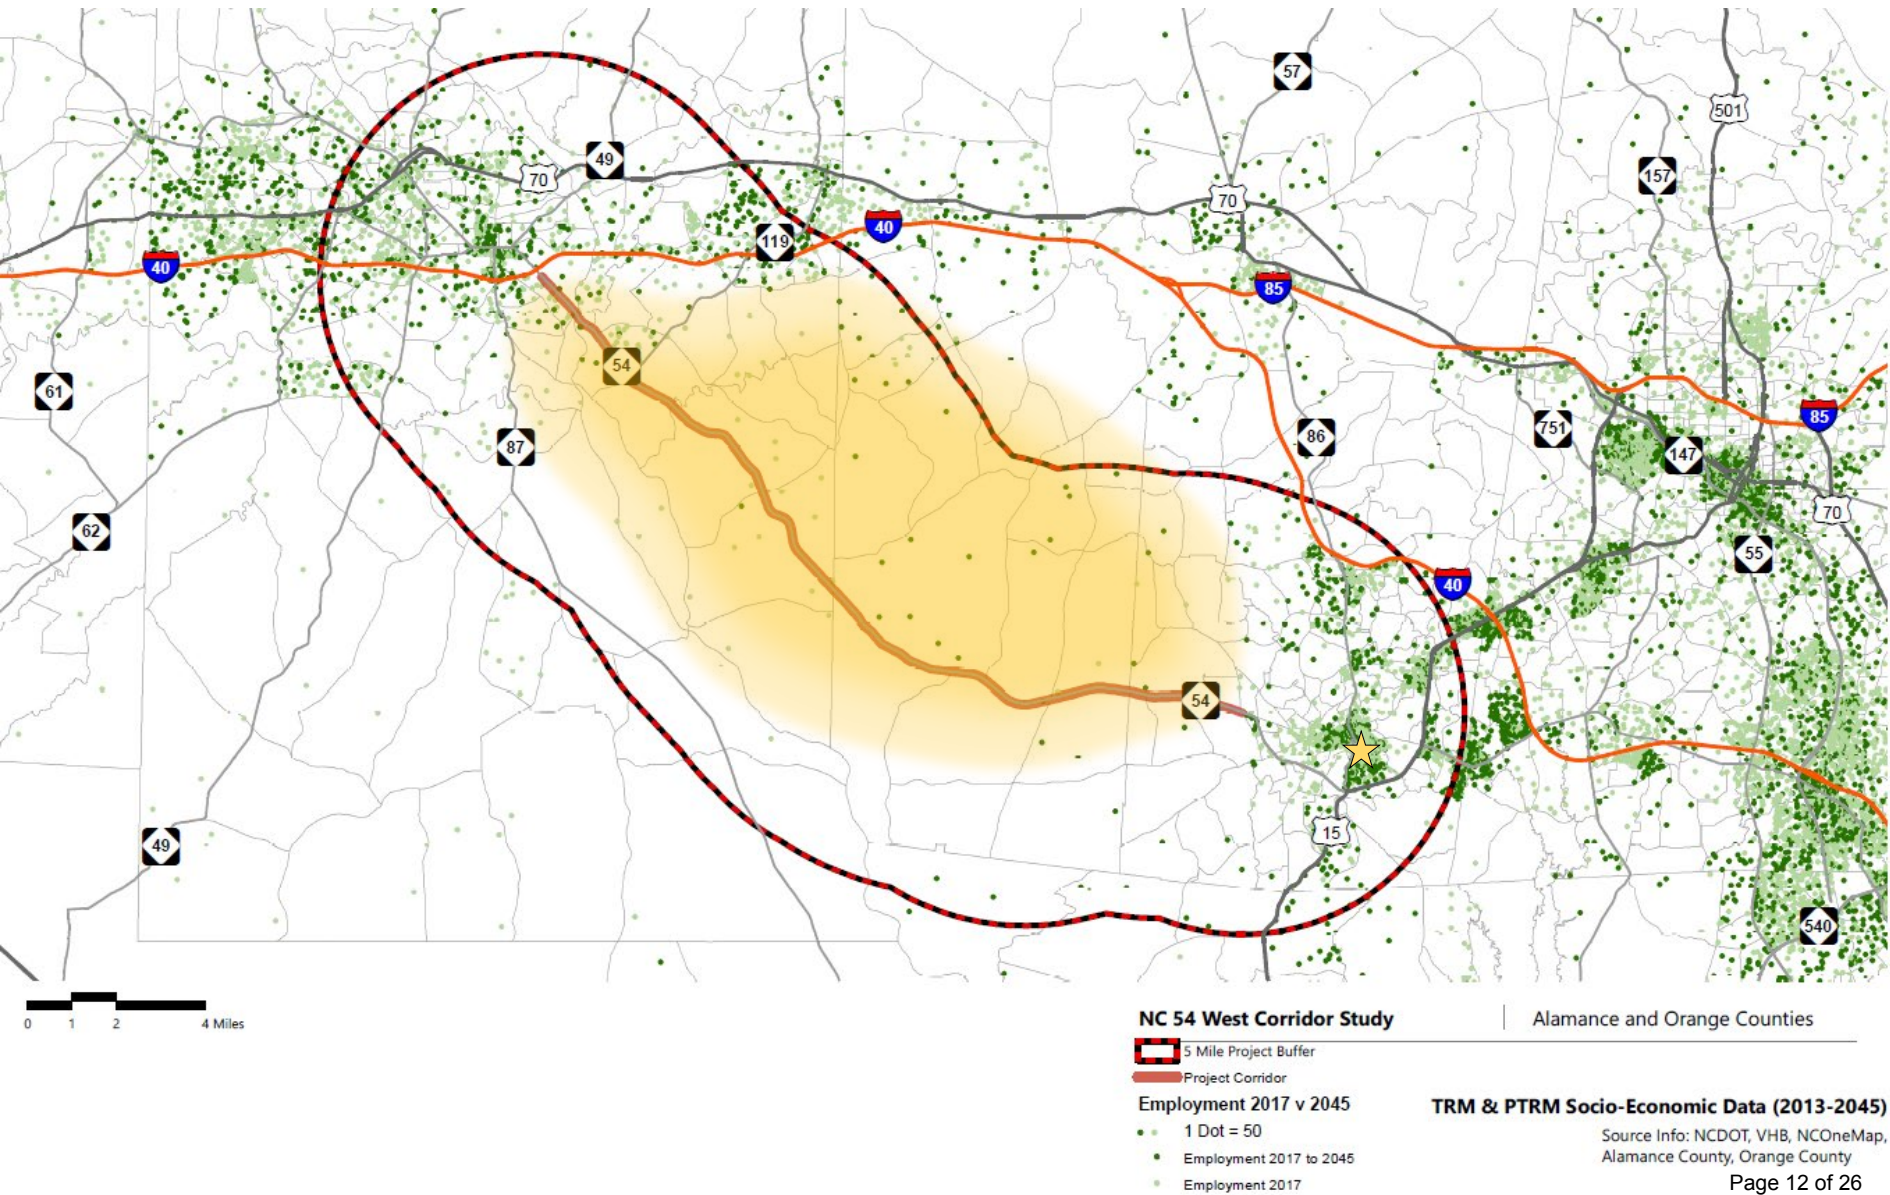 57
501
49
70
157
70
119
40
40
85
54
61
85
86
751
147
87
70
62
55
40
54
15
49
540
0 1 2 4 Miles
NC 54 West Corridor Study | Alamance and Orange Counties
5 Mile Project Buffer
Project Corridor
Employment 2017 v 2045
TRM & PTRM Socio-Economic Data (2013-2045)
1 Dot = 50
Source Info: NCDOT, VHB, NCOneMap,
Employment 2017 to 2045
Alamance County, Orange County
Employment 2017
Page 12 of 26